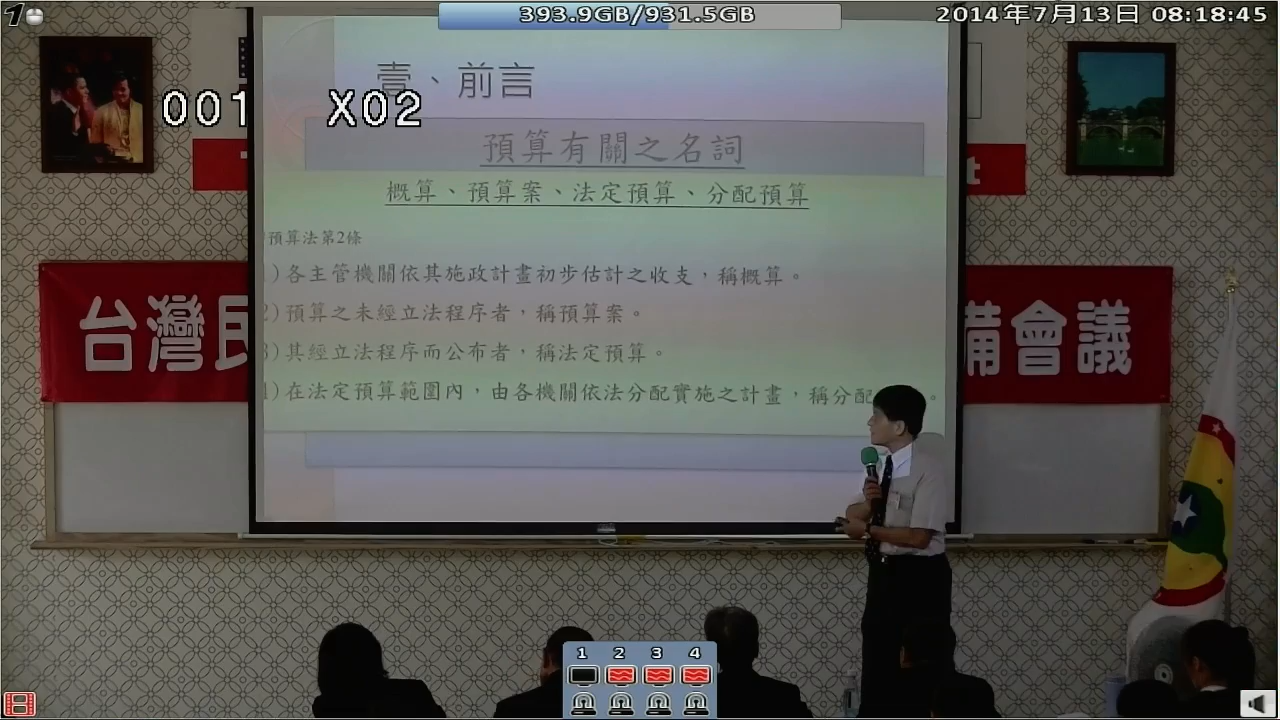 1
393.9GB/931.5GB
2014年7月13日 08:18:45
001 X02
壹、前言
預算有關之名詞
概算、預算案、法定預算、分配預算
預算法第2條
)各主管機關依其施政計畫初步估計之收支，稱概算。
2)預算之未經立法程序者，稱預算案。
3)其經立法程序而公布者，稱法定預算。
)在法定預算範圍內，由各機關依法分配實施之計畫，稱分配 。
台灣民
備會議
t
1 2 3 4